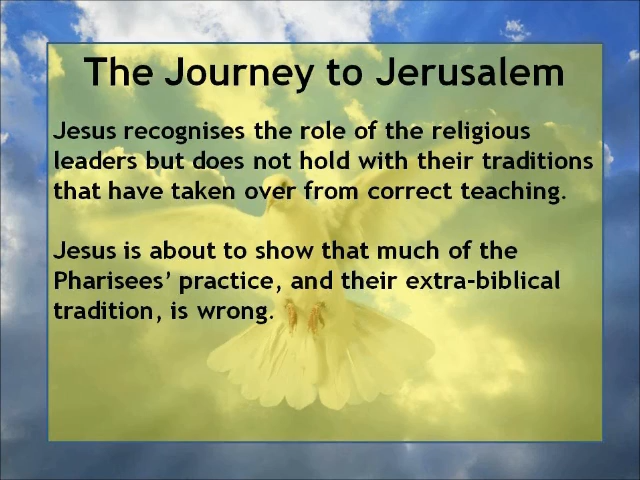 The Journey to Jerusalem
Jesus recognises the role of the religious
leaders but does not hold with their traditions
that have taken over from correct teaching.
Jesus is about to show that much of the
Pharisees’ practice, and their extra-biblical
tradition, is wrong.